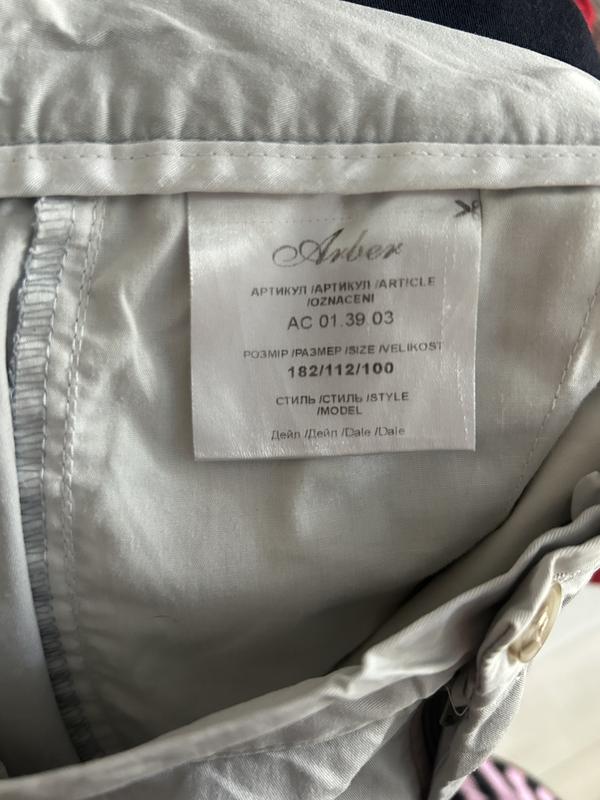 Arber
АРТИКУЛ /АРТИКУЛ /ARTICLE
/OZNACENI
AC 01.39.03
РОЗМІР /РАЗМЕР /SIZE /VELIKOST
182/112/100
СТИЛЬ /СТИЛЬ /STYLE
/MODEL
Дейл /Дейл /Dale /Dale